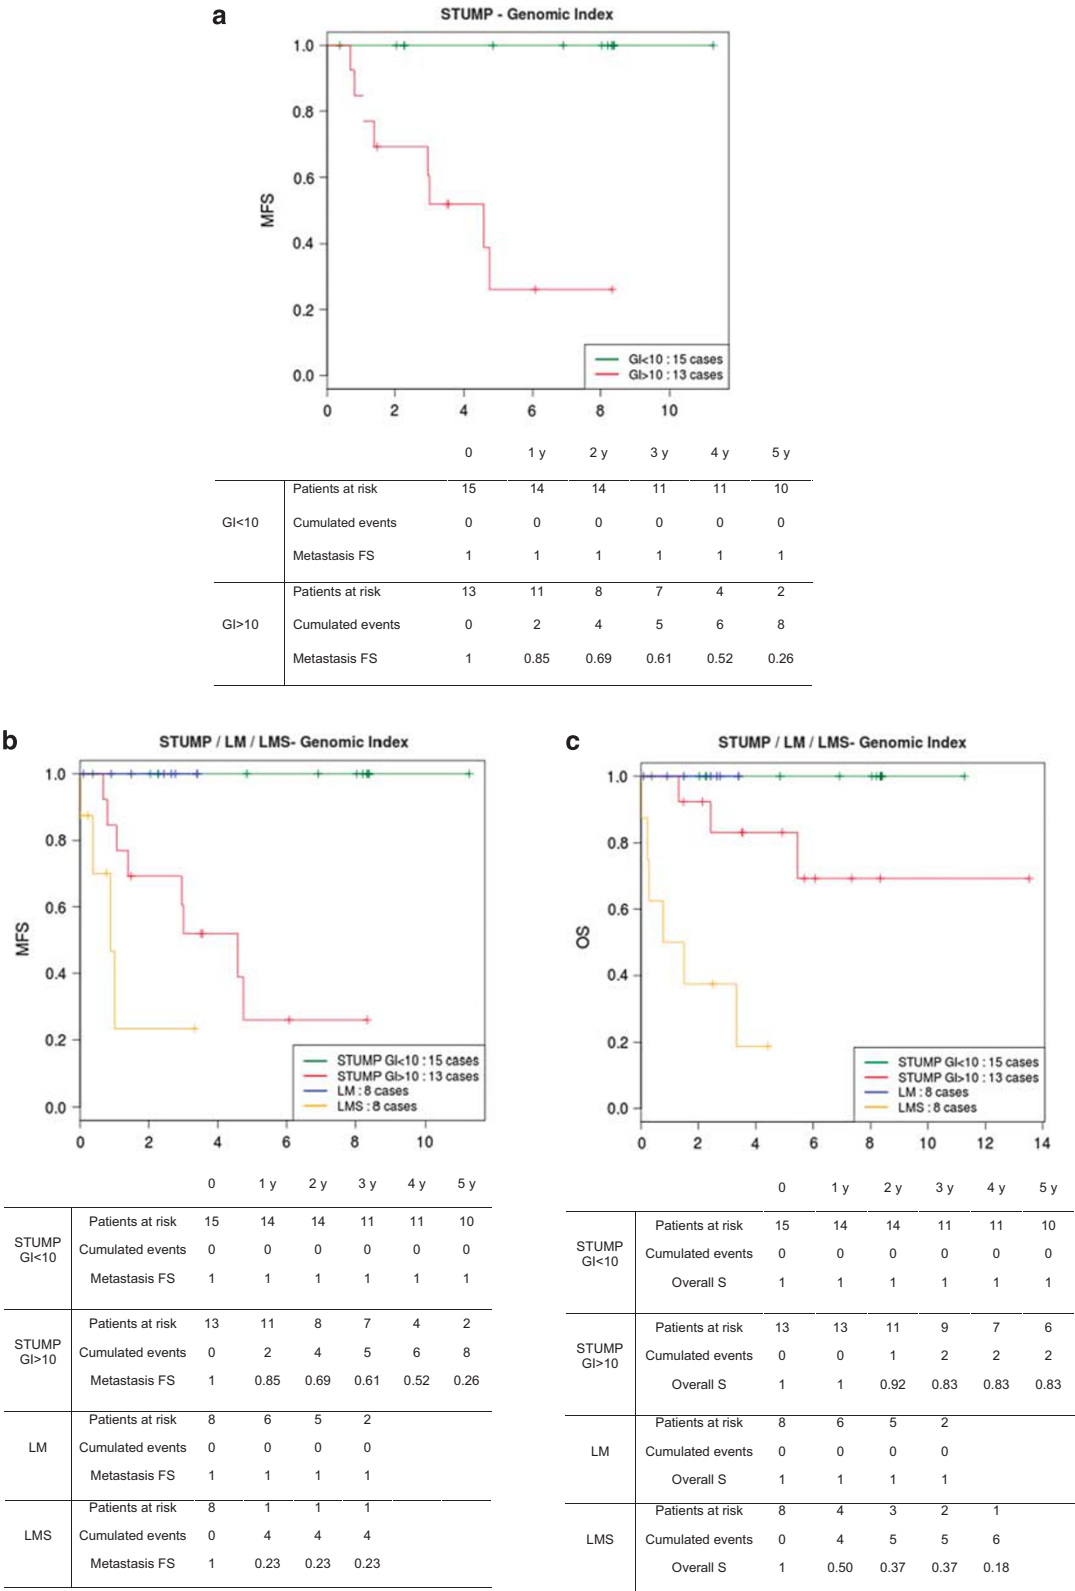 a
STUMP - Genomic Index
1.0
0.8
0.6
0.4
0.2
0.0
MFS
GI<10 : 15 cases
GI>10 : 13 cases
0 2 4 6 8 10
0 1 y 2 y 3 y 4 y 5 y
GI<10
Patients at risk 15 14 14 11 11 10
Cumulated events 0 0 0 0 0 0
Metastasis FS 1 1 1 1 1 1
GI>10
Patients at risk 13 11 8 7 4 2
Cumulated events 0 2 4 5 6 8
Metastasis FS 1 0.85 0.69 0.61 0.52 0.26
b
STUMP / LM / LMS- Genomic Index
1.0
0.8
0.6
0.4
0.2
0.0
MFS
STUMP GI<10 : 15 cases
STUMP GI>10 : 13 cases
LM : 8 cases
LMS : 8 cases
0 2 4 6 8 10
0 1 y 2 y 3 y 4 y 5 y
STUMP
GI<10
Patients at risk 15 14 14 11 11 10
Cumulated events 0 0 0 0 0 0
Metastasis FS 1 1 1 1 1 1
STUMP
GI>10
Patients at risk 13 11 8 7 4 2
Cumulated events 0 2 4 5 6 8
Metastasis FS 1 0.85 0.69 0.61 0.52 0.26
LM
Patients at risk 8 6 5 2
Cumulated events 0 0 0 0
Metastasis FS 1 1 1 1
LMS
Patients at risk 8 1 1 1
Cumulated events 0 4 4 4
Metastasis FS 1 0.23 0.23 0.23
c
STUMP / LM / LMS- Genomic Index
1.0
0.8
0.6
0.4
0.2
0.0
OS
STUMP GI<10 : 15 cases
STUMP GI>10 : 13 cases
LM : 8 cases
LMS : 8 cases
0 2 4 6 8 10 12 14
0 1 y 2 y 3 y 4 y 5 y
STUMP
GI<10
Patients at risk 15 14 14 11 11 10
Cumulated events 0 0 0 0 0 0
Overall S 1 1 1 1 1 1
STUMP
GI>10
Patients at risk 13 13 11 9 7 6
Cumulated events 0 0 1 2 2 2
Overall S 1 1 0.92 0.83 0.83 0.83
LM
Patients at risk 8 6 5 2
Cumulated events 0 0 0 0
Overall S 1 1 1 1
LMS
Patients at risk 8 4 3 2 1
Cumulated events 0 4 5 5 6
Overall S 1 0.50 0.37 0.37 0.18